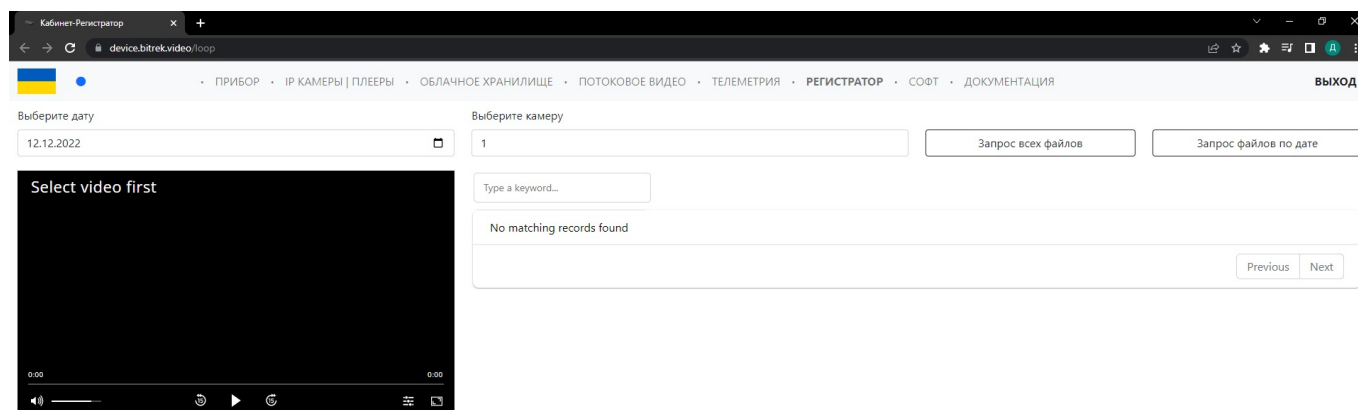 Кабинет-Регистратор
device.bitrek.video/loop
Д
• ПРИБОР • IP КАМЕРЫ | ПЛЕЕРЫ • ОБЛАЧНОЕ ХРАНИЛИЩЕ • ПОТОКОВОЕ ВИДЕО • ТЕЛЕМЕТРИЯ • РЕГИСТРАТОР • СОФТ • ДОКУМЕНТАЦИЯ ВЫХОД
Выберите дату Выберите камеру
12.12.2022 1 Запрос всех файлов Запрос файлов по дате
Select video first
Type a keyword...
No matching records found
Previous Next
0:00 0:00
15 15